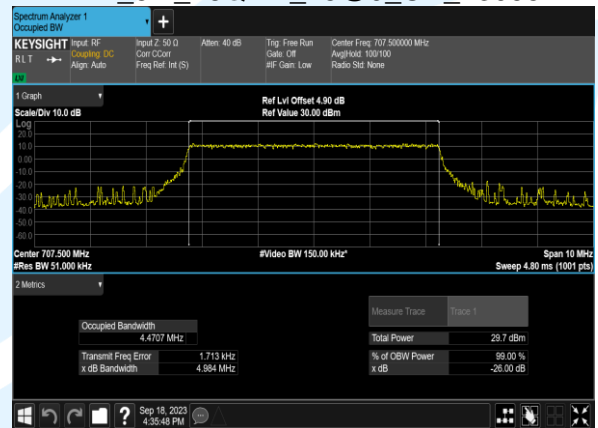 Spectrum Analyzer 1
Occupied BW
+
KEYSIGHT Input: RF Input Z: 50 Ω Atten: 40 dB Trig: Free Run Center Freq: 707.500000 MHz
RLT Coupling: DC Corr CCorr Gate: Off Avg|Hold: 100/100
Align: Auto Freq Ref: Int (S) #IF Gain: Low Radio Std: None
1 Graph
Ref Lvl Offset 4.90 dB
Scale/Div 10.0 dB Ref Value 30.00 dBm
Log
20.0
10.0
0.00
-10.0
-20.0
-30.0
-40.0
-50.0
-60.0
Center 707.500 MHz #Video BW 150.00 kHz* Span 10 MHz
#Res BW 51.000 kHz Sweep 4.80 ms (1001 pts)
2 Metrics
Measure Trace Trace 1
Occupied Bandwidth
4.4707 MHz Total Power 29.7 dBm
Transmit Freq Error 1.713 kHz % of OBW Power 99.00 %
x dB Bandwidth 4.984 MHz x dB -26.00 dB
? Sep 18, 2023
4:35:48 PM